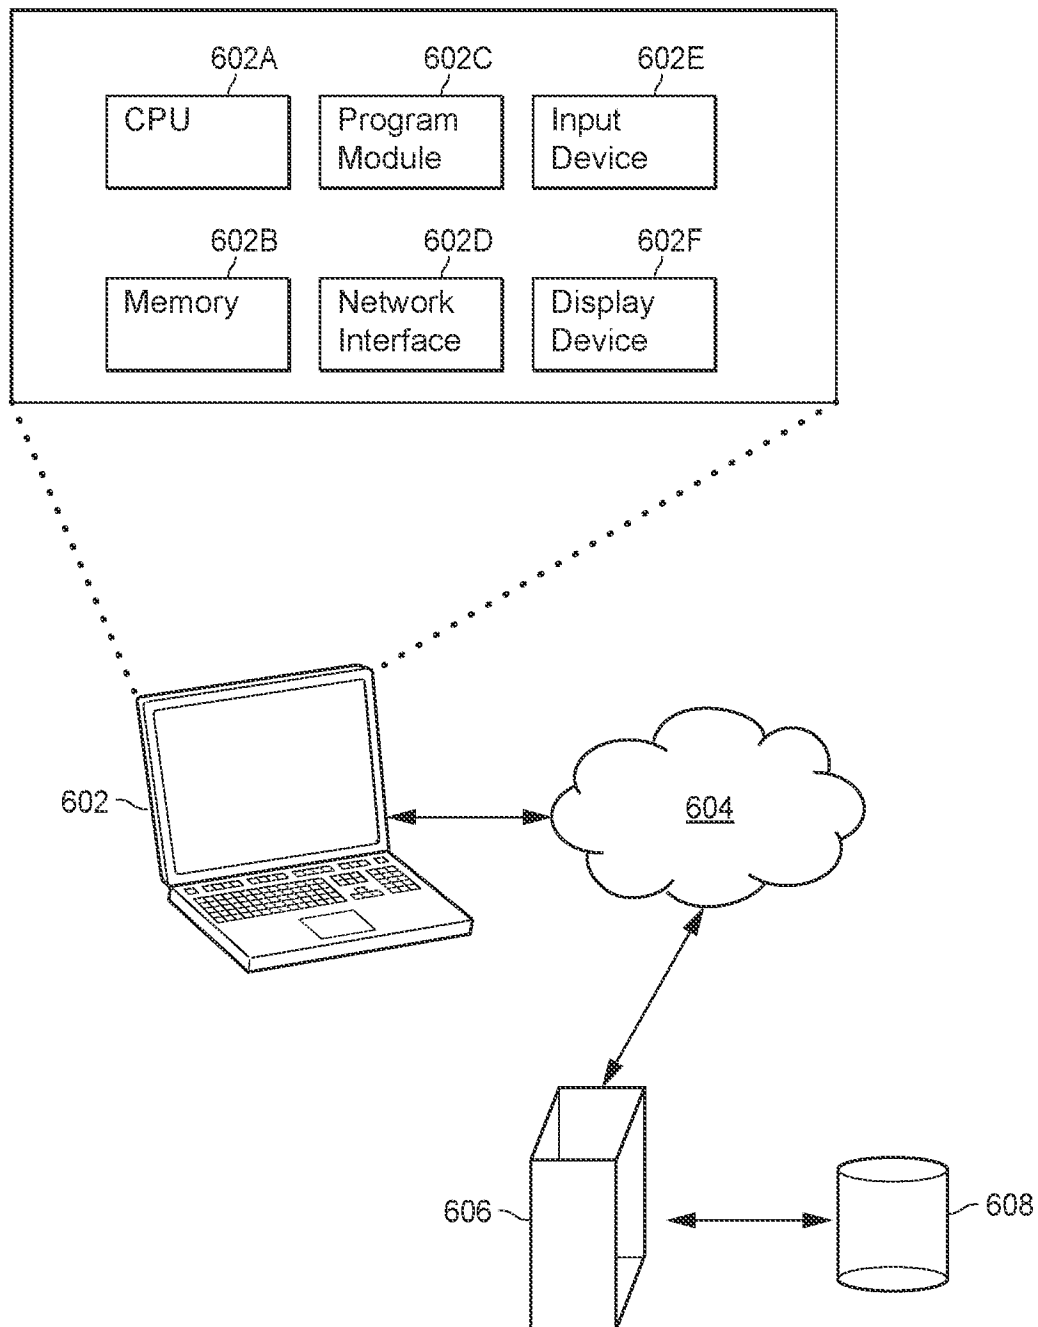 602A 602C 602E
CPU Program Input
Module Device
602B 602D 602F
Memory Network Display
Interface Device
602
604
606
608